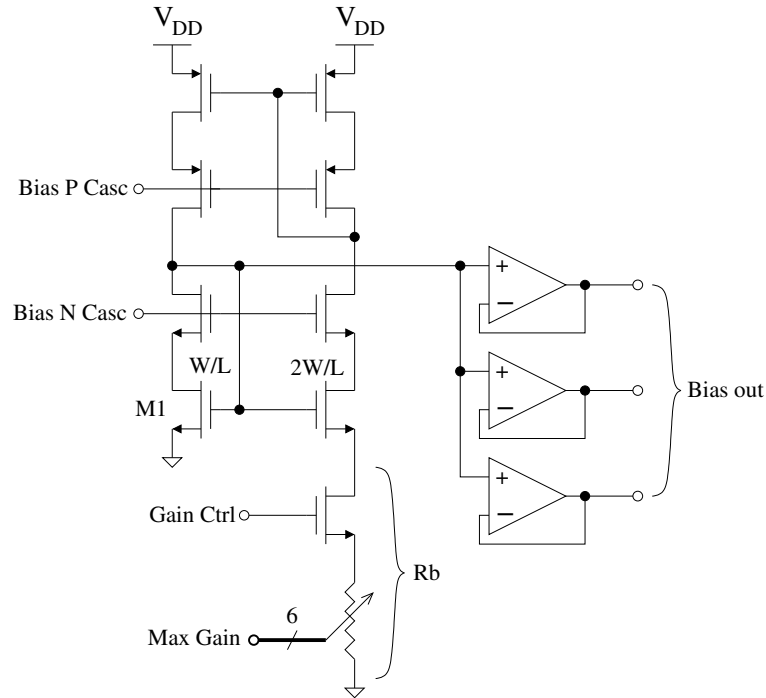 VDD
VDD
Bias P Casc
+
−
Bias N Casc
W/L
2W/L
+
−
Bias out
M1
+
−
Gain Ctrl
Rb
6
Max Gain